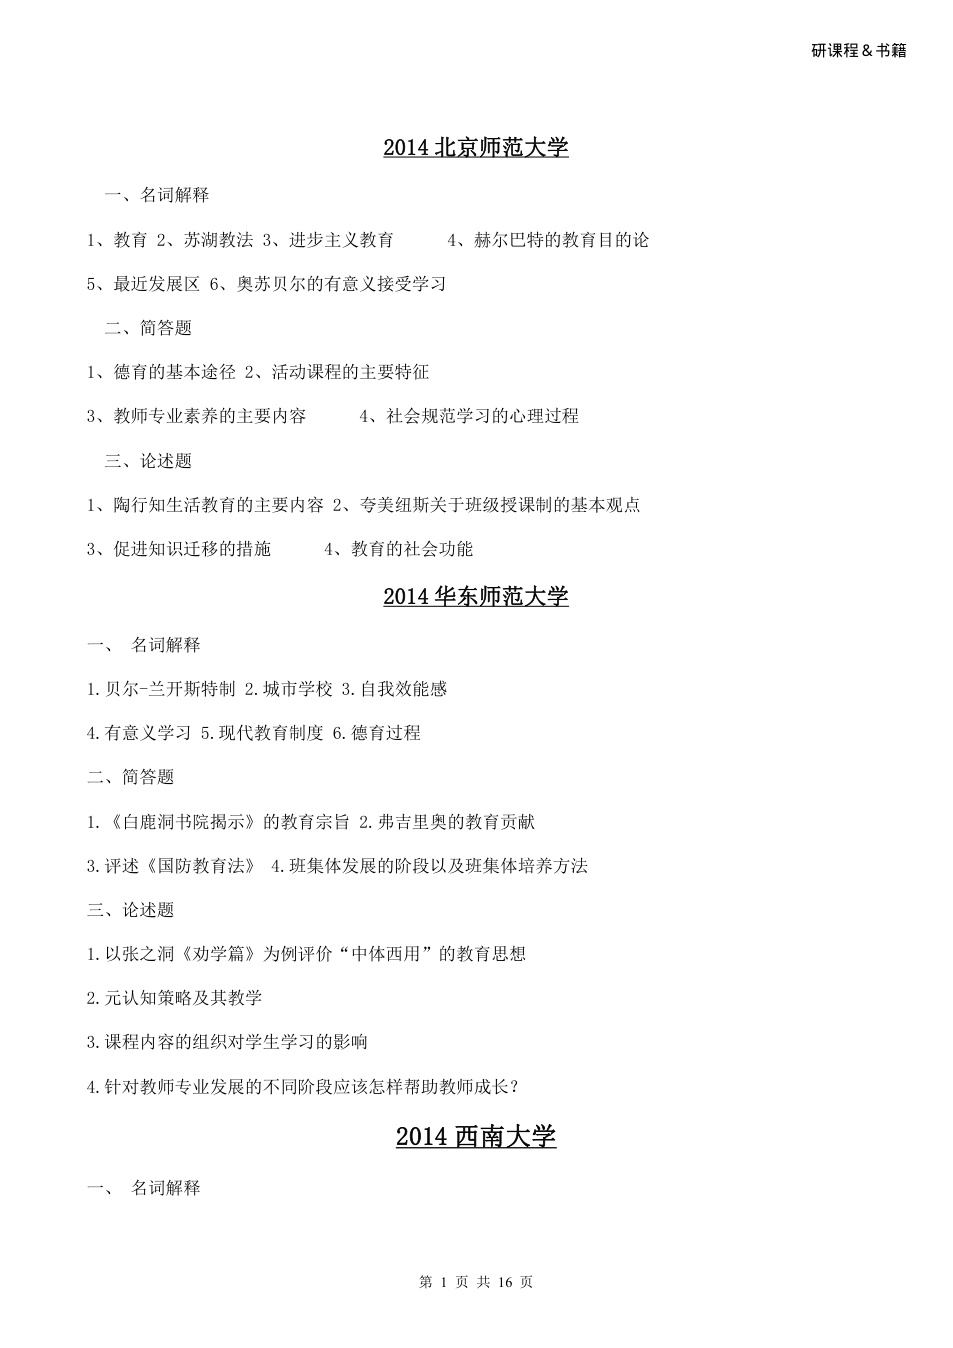 研课程&书籍
2014北京师范大学
一、名词解释
1、教育 2、苏湖教法 3、进步主义教育 4、赫尔巴特的教育目的论
5、最近发展区 6、奥苏贝尔的有意义接受学习
二、简答题
1、德育的基本途径 2、活动课程的主要特征
3、教师专业素养的主要内容 4、社会规范学习的心理过程
三、论述题
1、陶行知生活教育的主要内容 2、夸美纽斯关于班级授课制的基本观点
3、促进知识迁移的措施 4、教育的社会功能
2014华东师范大学
一、 名词解释
1.贝尔-兰开斯特制 2.城市学校 3.自我效能感
4.有意义学习 5.现代教育制度 6.德育过程
二、简答题
1.《白鹿洞书院揭示》的教育宗旨 2.弗吉里奥的教育贡献
3.评述《国防教育法》 4.班集体发展的阶段以及班集体培养方法
三、论述题
1.以张之洞《劝学篇》为例评价“中体西用”的教育思想
2.元认知策略及其教学
3.课程内容的组织对学生学习的影响
4.针对教师专业发展的不同阶段应该怎样帮助教师成长?
2014西南大学
一、 名词解释
第 1 页 共 16 页